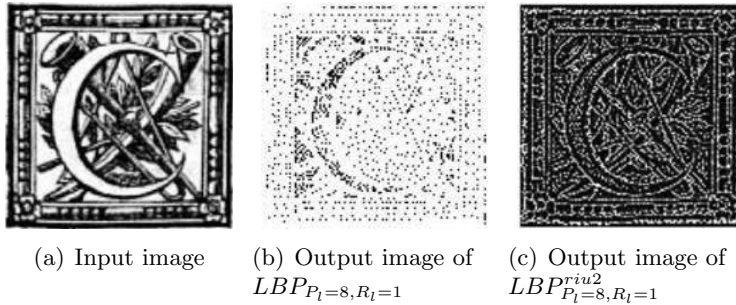 C
(a) Input image
(b) Output image of
LBP_{P_l=8,R_l=1}
(c) Output image of
LBP^{riu2}_{P_l=8,R_l=1}